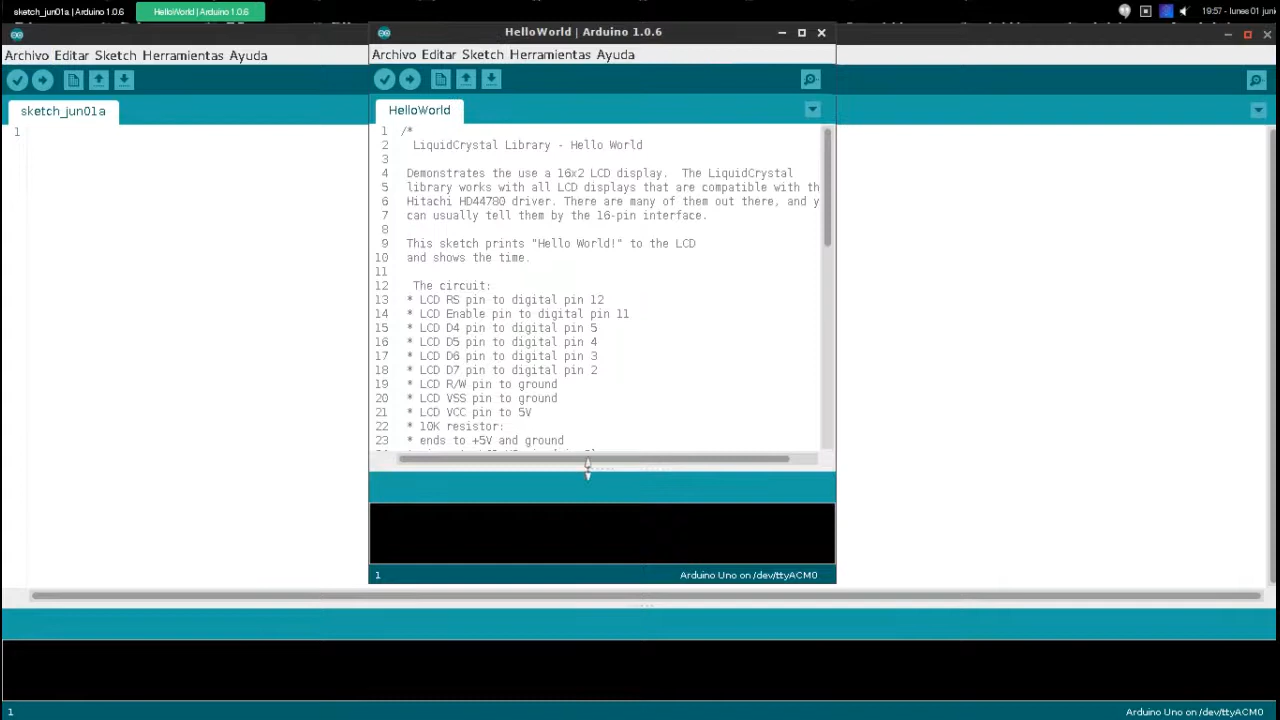 sketch_jun01a | Arduino 1.0.6
HelloWorld | Arduino 1.0.6
19:57 - lunes 01 juni
HelloWorld | Arduino 1.0.6
Archivo Editar Sketch Herramientas Ayuda
Archivo Editar Sketch Herramientas Ayuda
sketch_jun01a
HelloWorld
1
1 /*
2 LiquidCrystal Library - Hello World
3
4 Demonstrates the use a 16x2 LCD display.  The LiquidCrystal
5 library works with all LCD displays that are compatible with th
6 Hitachi HD44780 driver. There are many of them out there, and y
7 can usually tell them by the 16-pin interface.
8
9 This sketch prints "Hello World!" to the LCD
10 and shows the time.
11
12 The circuit:
13 * LCD RS pin to digital pin 12
14 * LCD Enable pin to digital pin 11
15 * LCD D4 pin to digital pin 5
16 * LCD D5 pin to digital pin 4
17 * LCD D6 pin to digital pin 3
18 * LCD D7 pin to digital pin 2
19 * LCD R/W pin to ground
20 * LCD VSS pin to ground
21 * LCD VCC pin to 5V
22 * 10K resistor:
23 * ends to +5V and ground
1
Arduino Uno on /dev/ttyACM0
1
Arduino Uno on /dev/ttyACM0